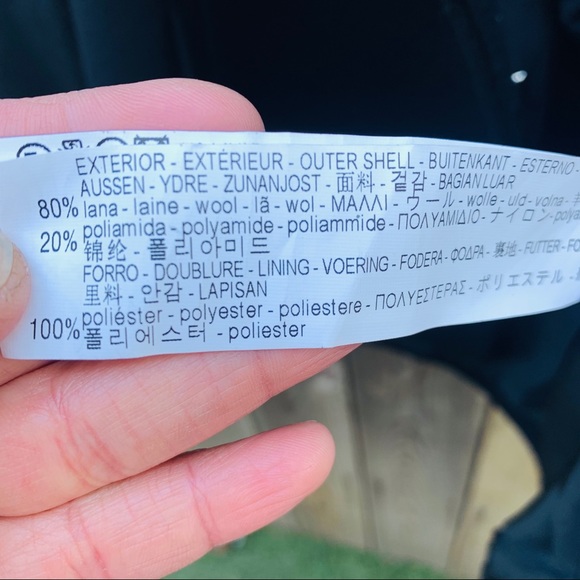 EXTERIOR - EXTÉRIEUR - OUTER SHELL - BUITENKANT - ESTERNO -
AUSSEN - YDRE - ZUNANJOST - 面料 - 겉감 - BAGIAN LUAR
80% lana - laine - wool - lã - wol - ΜΑΛΛΙ - ウール - wolle - uld - volna -
20% poliamida - polyamide - poliammide - ΠΟΛΥΑΜΙΔΙΟ - ナイロン -
锦纶 - 폴리아미드
FORRO - DOUBLURE - LINING - VOERING - FODERA - ΦΟΔΡΑ - 裏地 - FUTTER -
里料 - 안감 - LAPISAN
100% poliéster - polyester - poliestere - ΠΟΛΥΕΣΤΕΡΑΣ - ポリエステル -
폴리에스터 - poliester